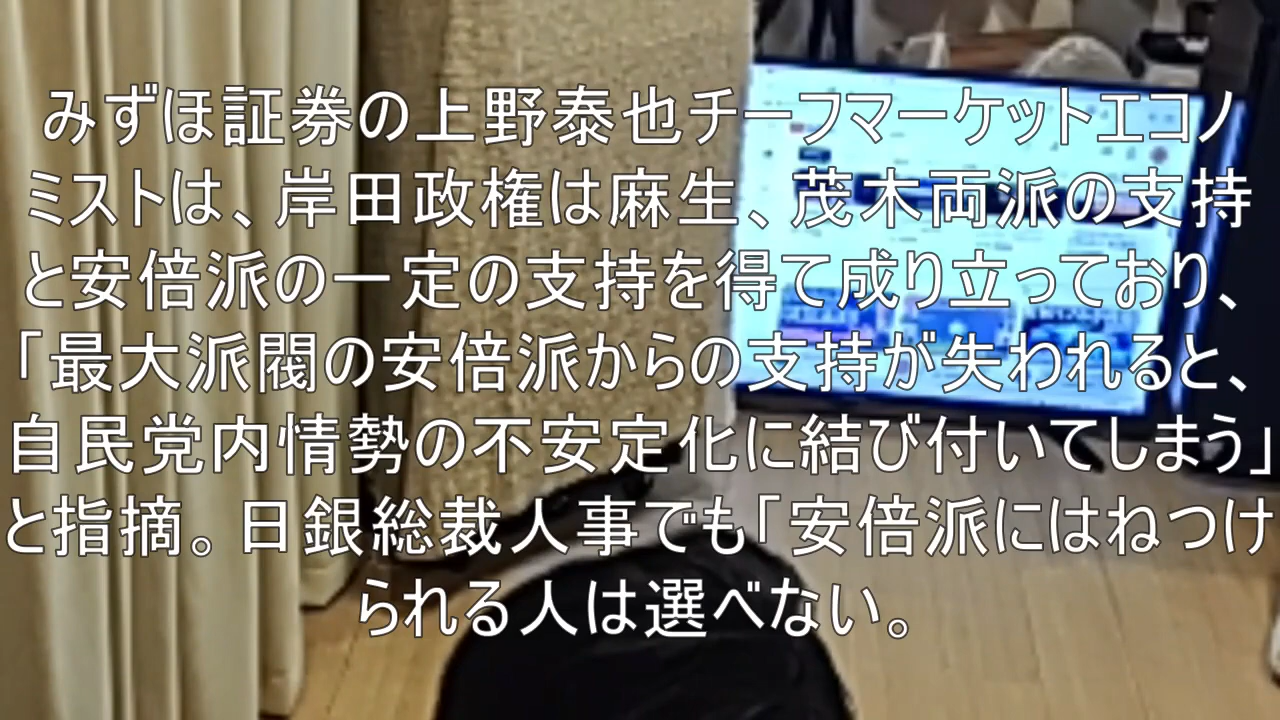 みずほ証券の上野泰也チーフマーケットエコノ
ミストは、岸田政権は麻生、茂木両派の支持
と安倍派の一定の支持を得て成り立っており、
「最大派閥の安倍派からの支持が失われると、
自民党内情勢の不安定化に結び付いてしまう」
と指摘。日銀総裁人事でも「安倍派にはねつけ
られる人は選べない。